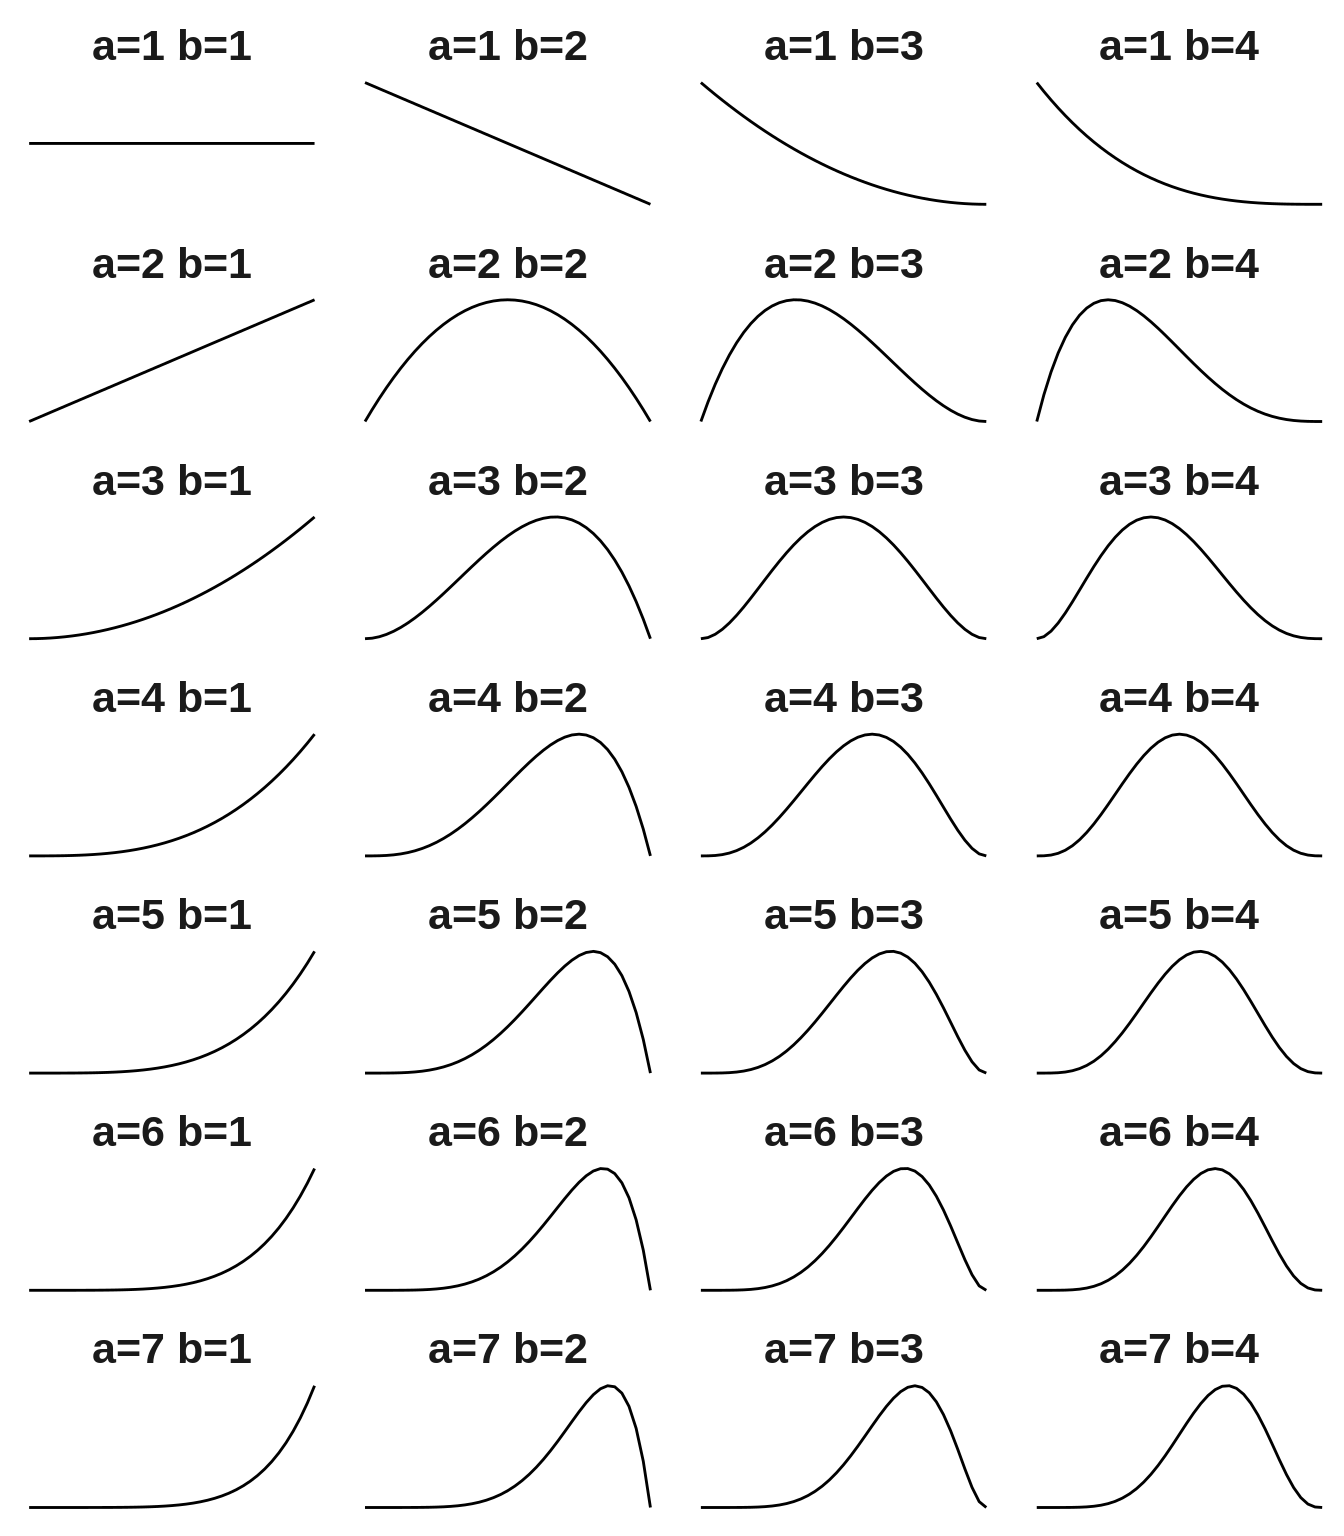 a=1 b=1
a=1 b=2
a=1 b=3
a=1 b=4
a=2 b=1
a=2 b=2
a=2 b=3
a=2 b=4
a=3 b=1
a=3 b=2
a=3 b=3
a=3 b=4
a=4 b=1
a=4 b=2
a=4 b=3
a=4 b=4
a=5 b=1
a=5 b=2
a=5 b=3
a=5 b=4
a=6 b=1
a=6 b=2
a=6 b=3
a=6 b=4
a=7 b=1
a=7 b=2
a=7 b=3
a=7 b=4